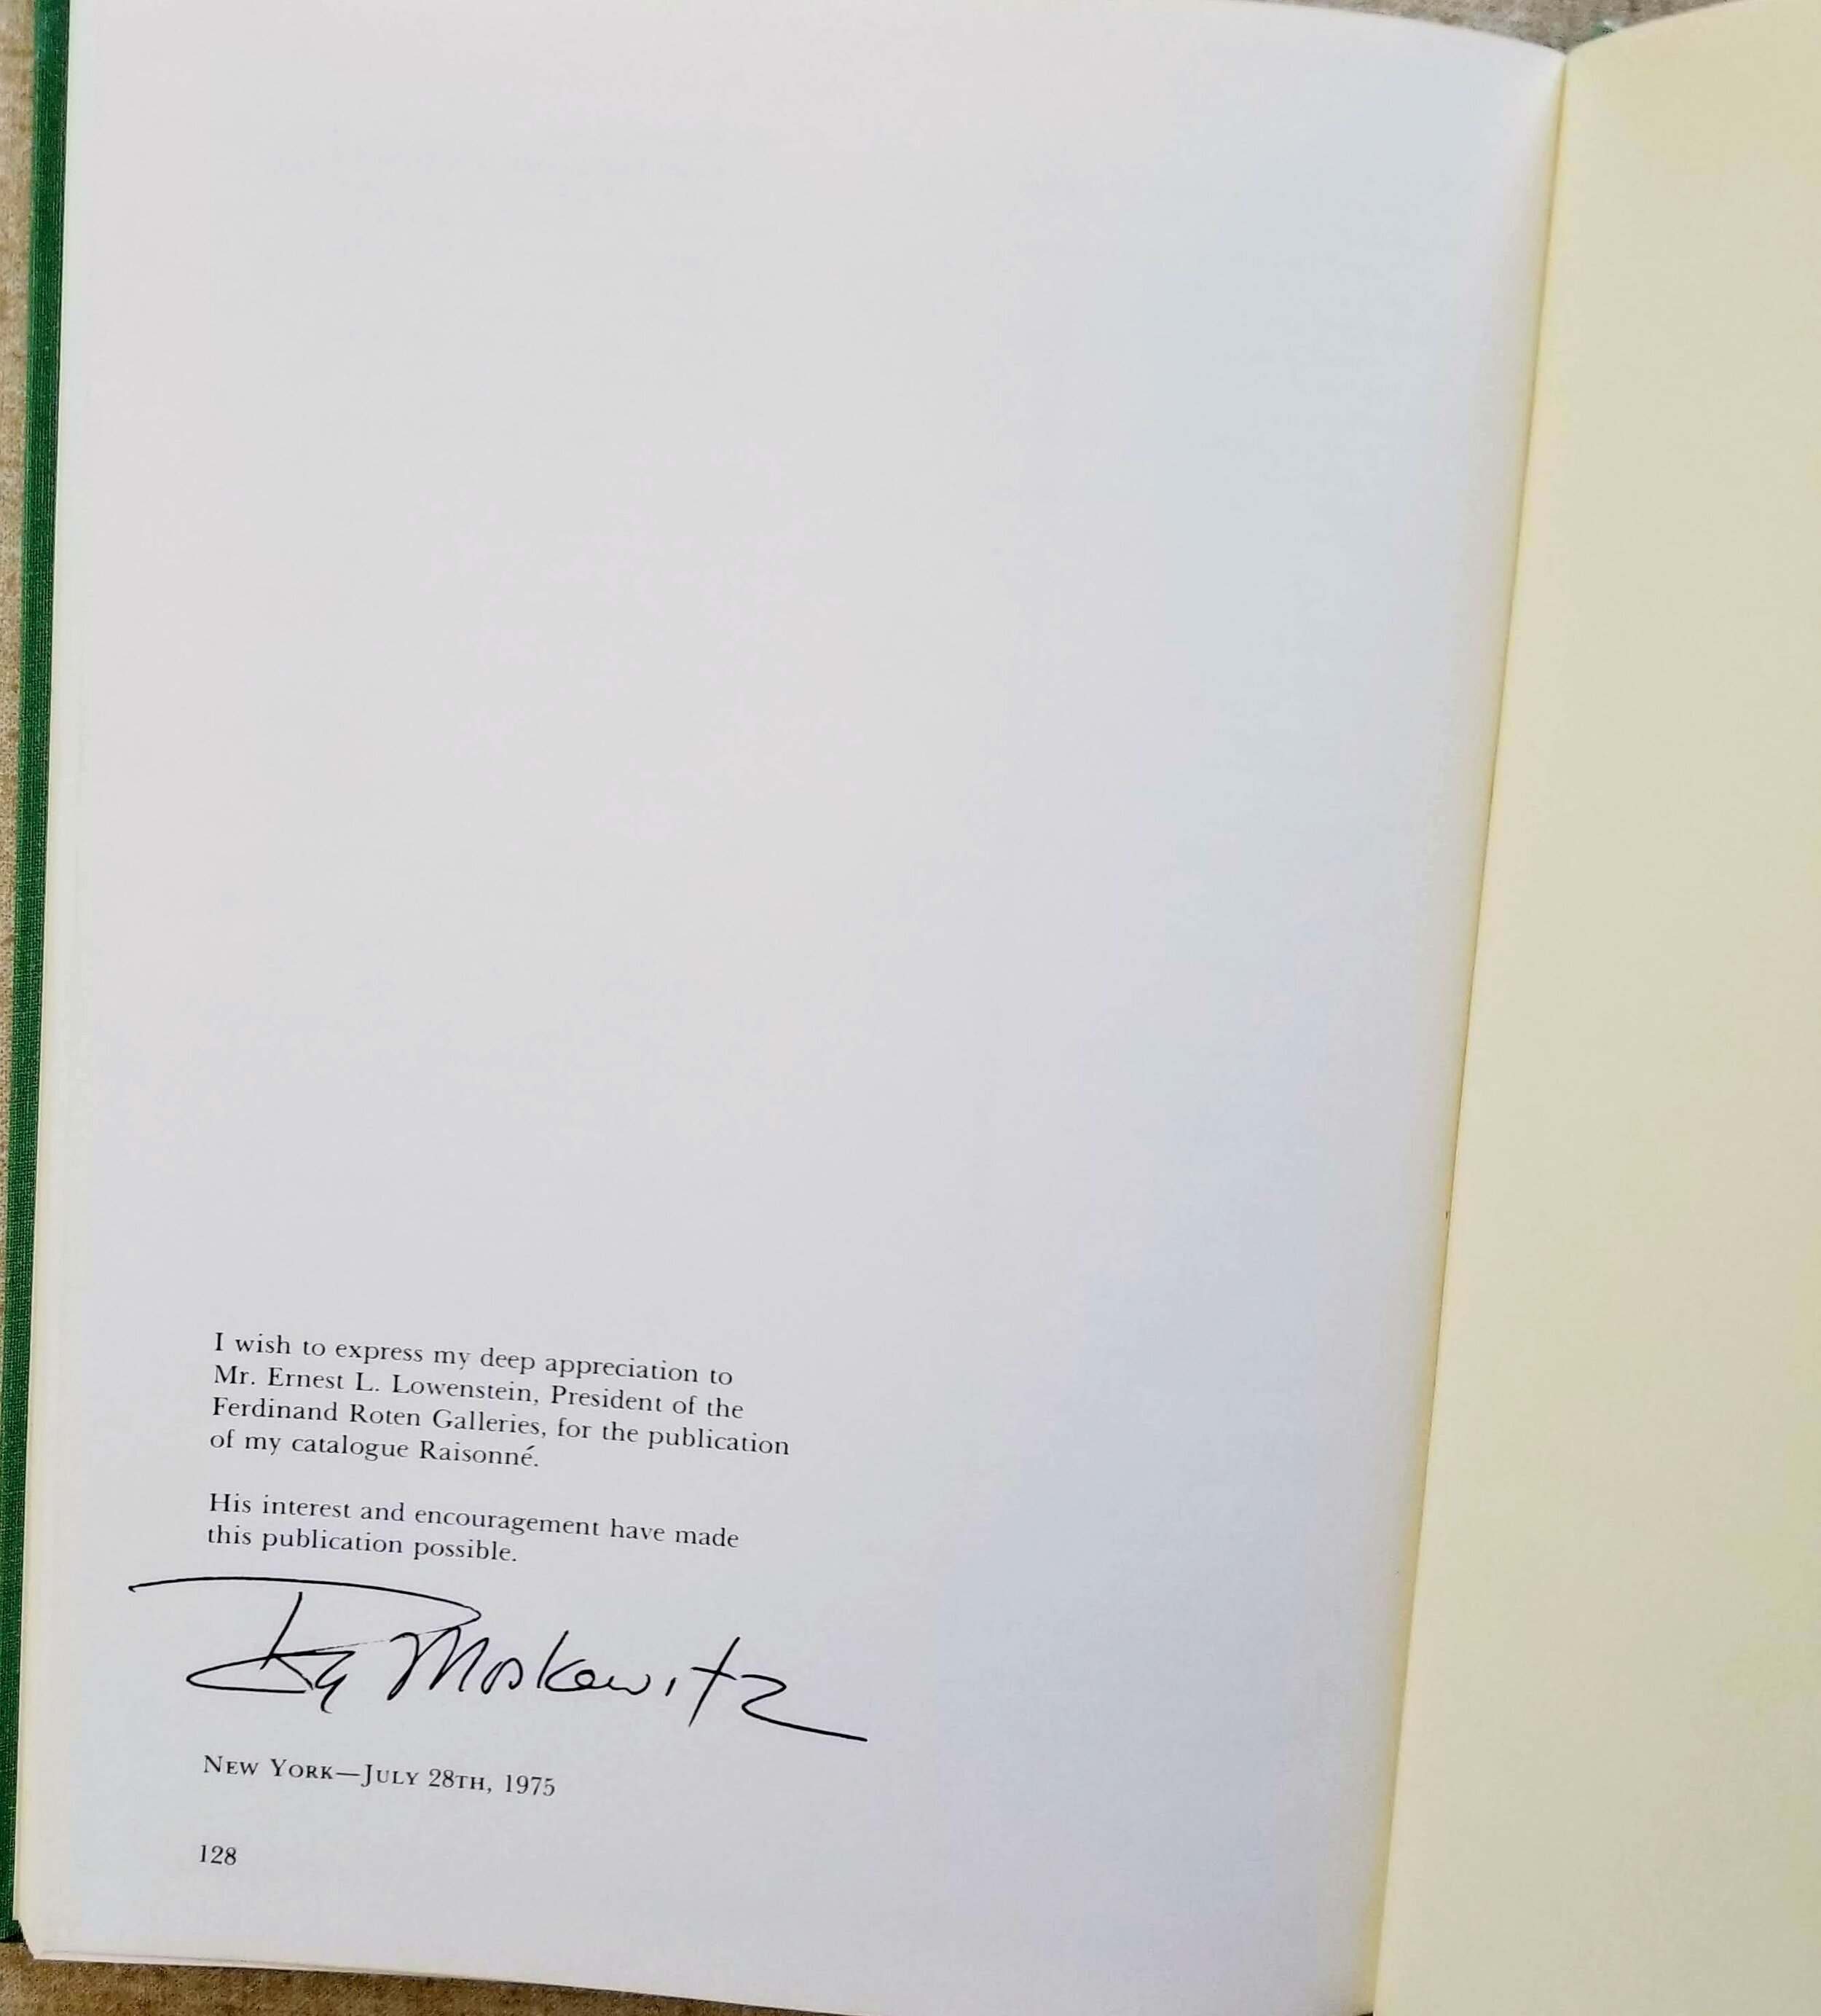 I wish to express my deep appreciation to
Mr. Ernest L. Lowenstein, President of the
Ferdinand Roten Galleries, for the publication
of my catalogue Raisonné.
His interest and encouragement have made
this publication possible.
Ira Moskowitz
NEW YORK—JULY 28TH, 1975
128